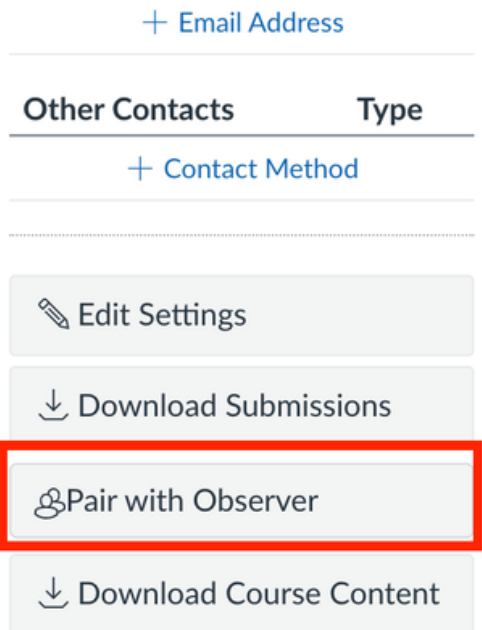 + Email Address
Other Contacts Type
+ Contact Method
Edit Settings
Download Submissions
Pair with Observer
Download Course Content